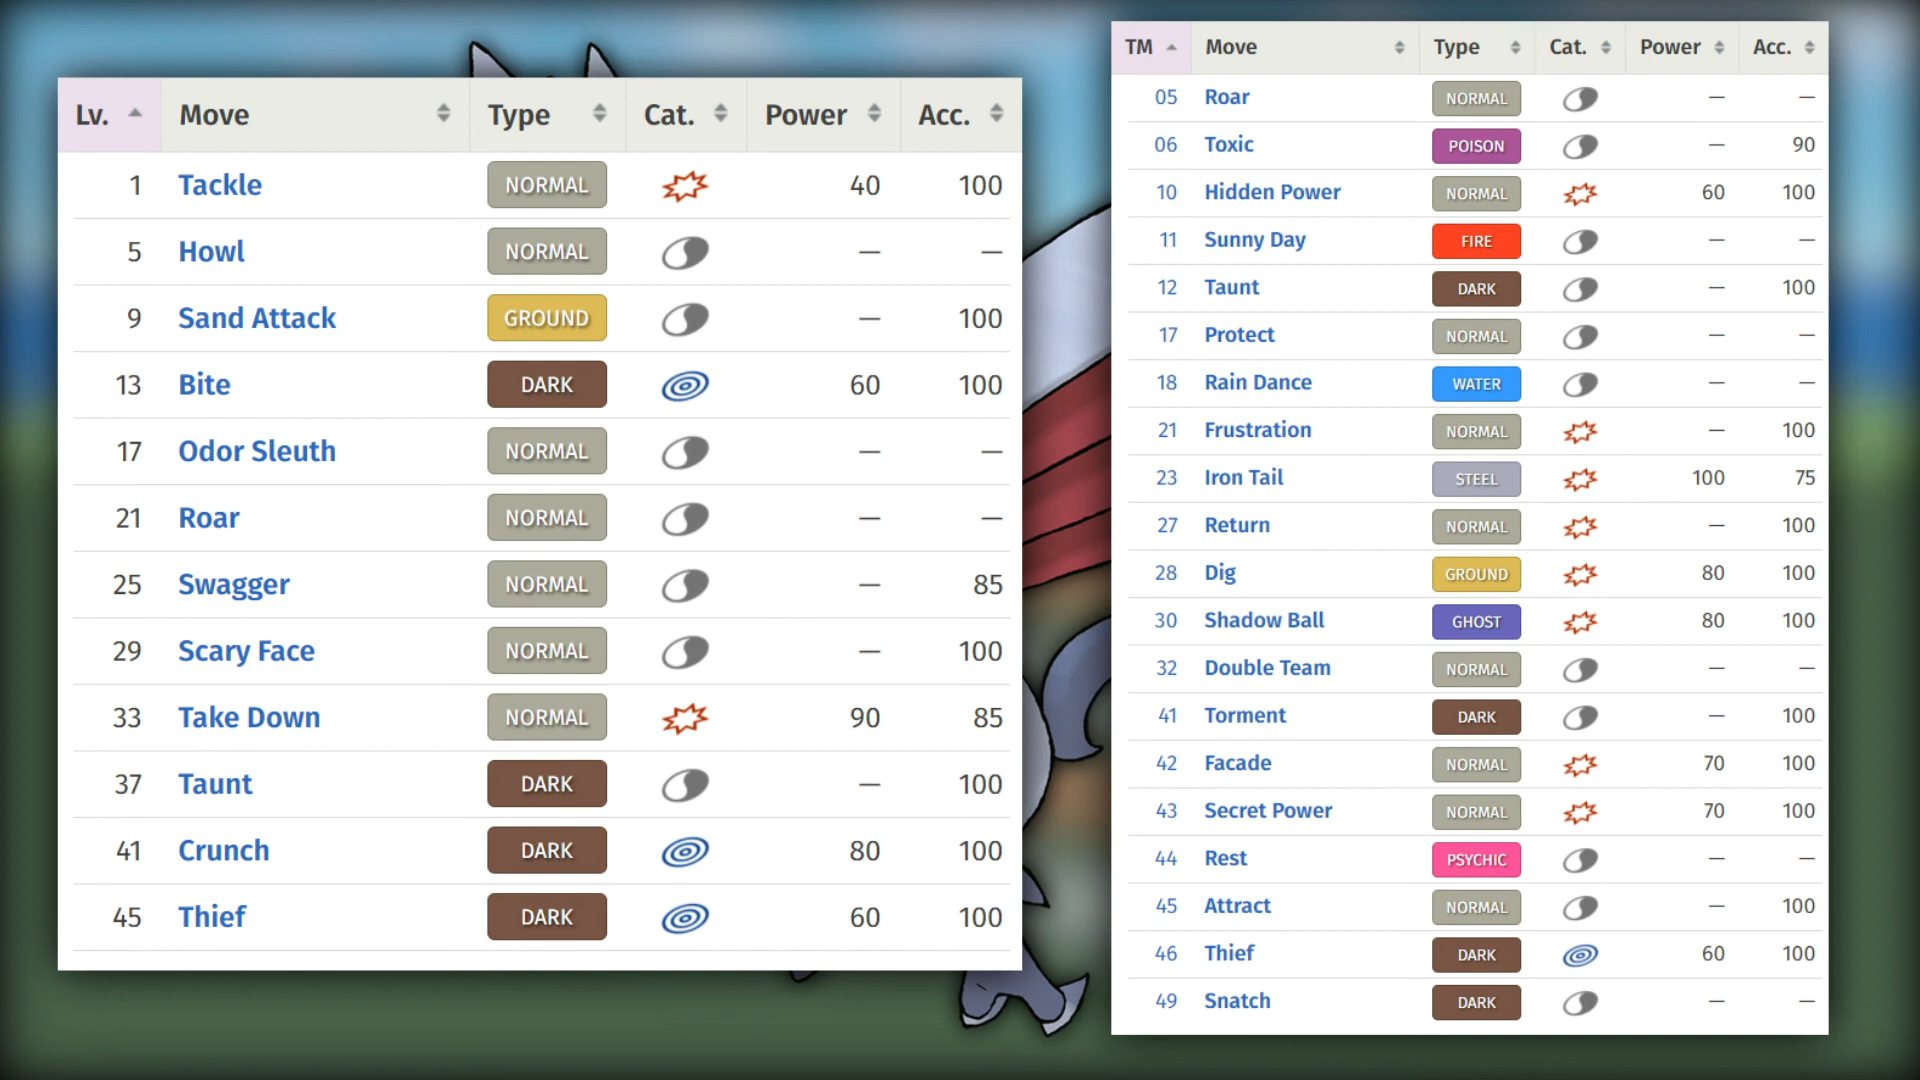 Lv. Move Type Cat. Power Acc.
1 Tackle NORMAL 40 100
5 Howl NORMAL — —
9 Sand Attack GROUND — 100
13 Bite DARK 60 100
17 Odor Sleuth NORMAL — —
21 Roar NORMAL — —
25 Swagger NORMAL — 85
29 Scary Face NORMAL — 100
33 Take Down NORMAL 90 85
37 Taunt DARK — 100
41 Crunch DARK 80 100
45 Thief DARK 60 100
TM Move Type Cat. Power Acc.
05 Roar NORMAL — —
06 Toxic POISON — 90
10 Hidden Power NORMAL 60 100
11 Sunny Day FIRE — —
12 Taunt DARK — 100
17 Protect NORMAL — —
18 Rain Dance WATER — —
21 Frustration NORMAL — 100
23 Iron Tail STEEL 100 75
27 Return NORMAL — 100
28 Dig GROUND 80 100
30 Shadow Ball GHOST 80 100
32 Double Team NORMAL — —
41 Torment DARK — 100
42 Facade NORMAL 70 100
43 Secret Power NORMAL 70 100
44 Rest PSYCHIC — —
45 Attract NORMAL — 100
46 Thief DARK 60 100
49 Snatch DARK — —